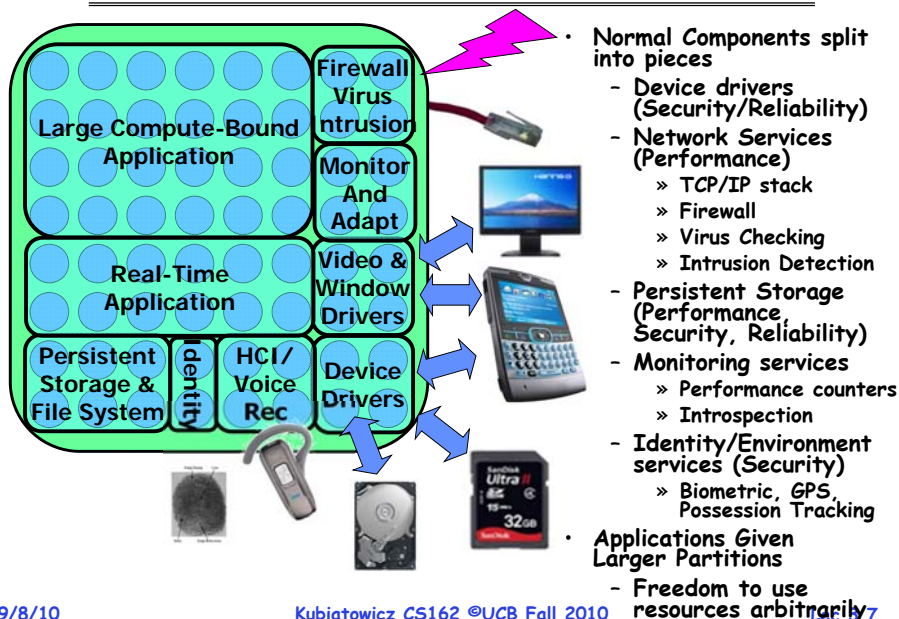 Large Compute-Bound
Application
Firewall
Virus
Intrusion
Monitor
And
Adapt
Real-Time
Application
Video &
Window
Drivers
Persistent
Storage &
File System
Identity
HCI/
Voice
Rec
Device
Drivers
SanDisk
Ultra II
32GB
SanDisk
• Normal Components split
into pieces
– Device drivers
(Security/Reliability)
– Network Services
(Performance)
» TCP/IP stack
» Firewall
» Virus Checking
» Intrusion Detection
– Persistent Storage
(Performance,
Security, Reliability)
– Monitoring services
» Performance counters
» Introspection
– Identity/Environment
services (Security)
» Biometric, GPS,
Possession Tracking
• Applications Given
Larger Partitions
– Freedom to use
resources arbitrarily
9/8/10
Kubiatowicz CS162 ©UCB Fall 2010